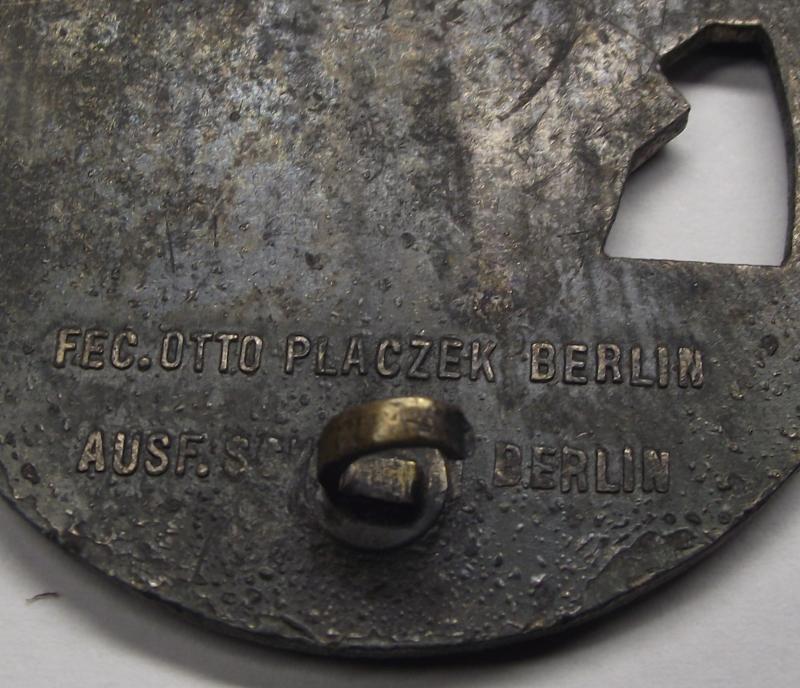 FEC. OTTO PLACZEK BERLIN
AUSF. BERLIN